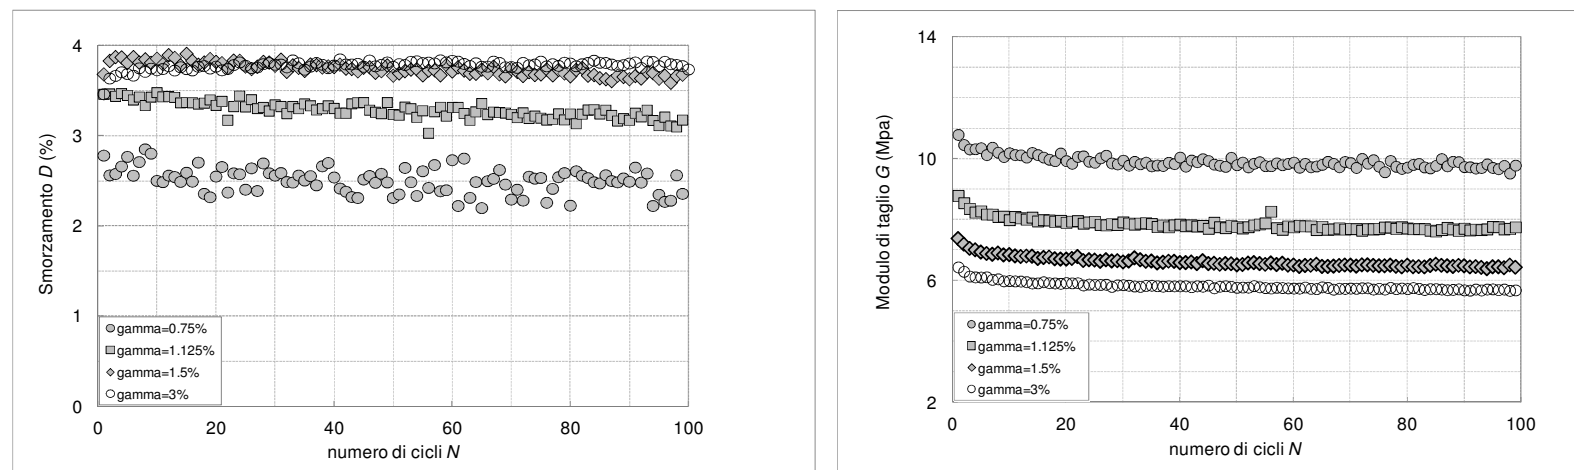 4
3
2
1
0
Smorzamento D (%)
gamma=0.75%
gamma=1.125%
gamma=1.5%
gamma=3%
0 20 40 60 80 100
numero di cicli N
14
10
6
2
Modulo di taglio G (Mpa)
gamma=0.75%
gamma=1.125%
gamma=1.5%
gamma=3%
0 20 40 60 80 100
numero di cicli N